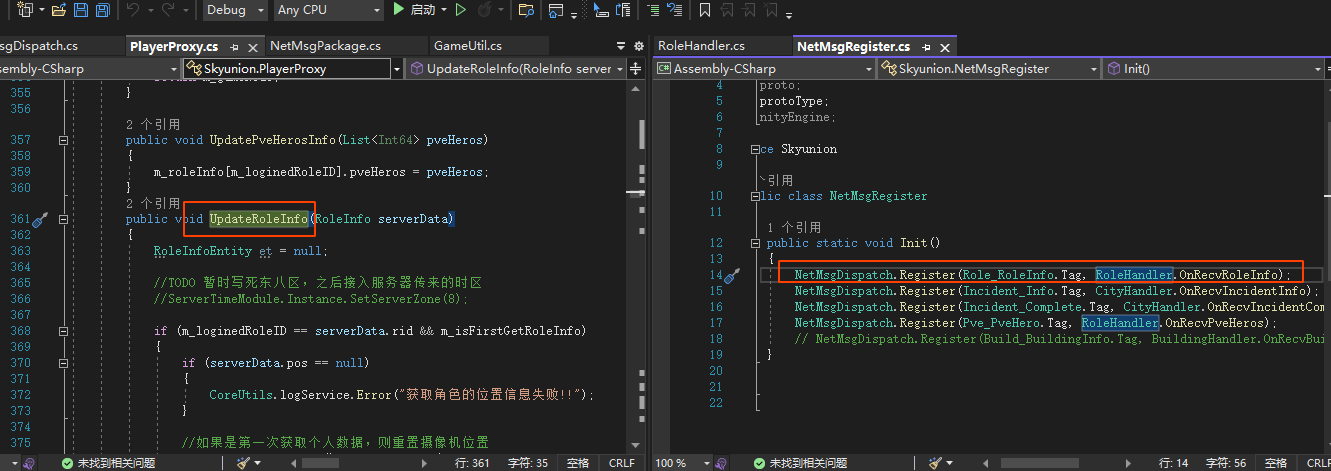 Debug
Any CPU
启动
sgDispatch.cs
PlayerProxy.cs
NetMsgPackage.cs
GameUtil.cs
sembly-CSharp
Skyunion.PlayerProxy
UpdateRoleInfo(RoleInfo server
355 }
356
2 个引用
357 public void UpdatePveHerosInfo(List<Int64> pveHeros)
358 {
359 m_roleInfo[m_loginedRoleID].pveHeros = pveHeros;
360 }
2 个引用
361 public void UpdateRoleInfo(RoleInfo serverData)
362 {
363 RoleInfoEntity et = null;
364
365 //TODO 暂时写死东八区，之后接入服务器传来的时区
366 //ServerTimeModule.Instance.SetServerZone(8);
367
368 if (m_loginedRoleID == serverData.rid && m_isFirstGetRoleInfo)
369 {
370 if (serverData.pos == null)
371 {
372 CoreUtils.logService.Error("获取角色的位置信息失败!!");
373 }
374
375 //如果是第一次获取个人数据，则重置摄像机位置
未找到相关问题
行: 361
字符: 35
空格
CRLF
RoleHandler.cs
NetMsgRegister.cs
Assembly-CSharp
Skyunion.NetMsgRegister
Init()
4 proto;
5 protoType;
6 nityEngine;
7
8 ce Skyunion
9
引用
10 lic class NetMsgRegister
11
1 个引用
12 public static void Init()
13 {
14 NetMsgDispatch.Register(Role_RoleInfo.Tag, RoleHandler.OnRecvRoleInfo);
15 NetMsgDispatch.Register(Incident_Info.Tag, CityHandler.OnRecvIncidentInfo);
16 NetMsgDispatch.Register(Incident_Complete.Tag, CityHandler.OnRecvIncidentCom
17 NetMsgDispatch.Register(Pve_PveHero.Tag, RoleHandler.OnRecvPveHeros);
18 // NetMsgDispatch.Register(Build_BuildingInfo.Tag, BuildingHandler.OnRecvBui
19 }
20
21
22
100 %
未找到相关问题
行: 14
字符: 56
空格
CRLF